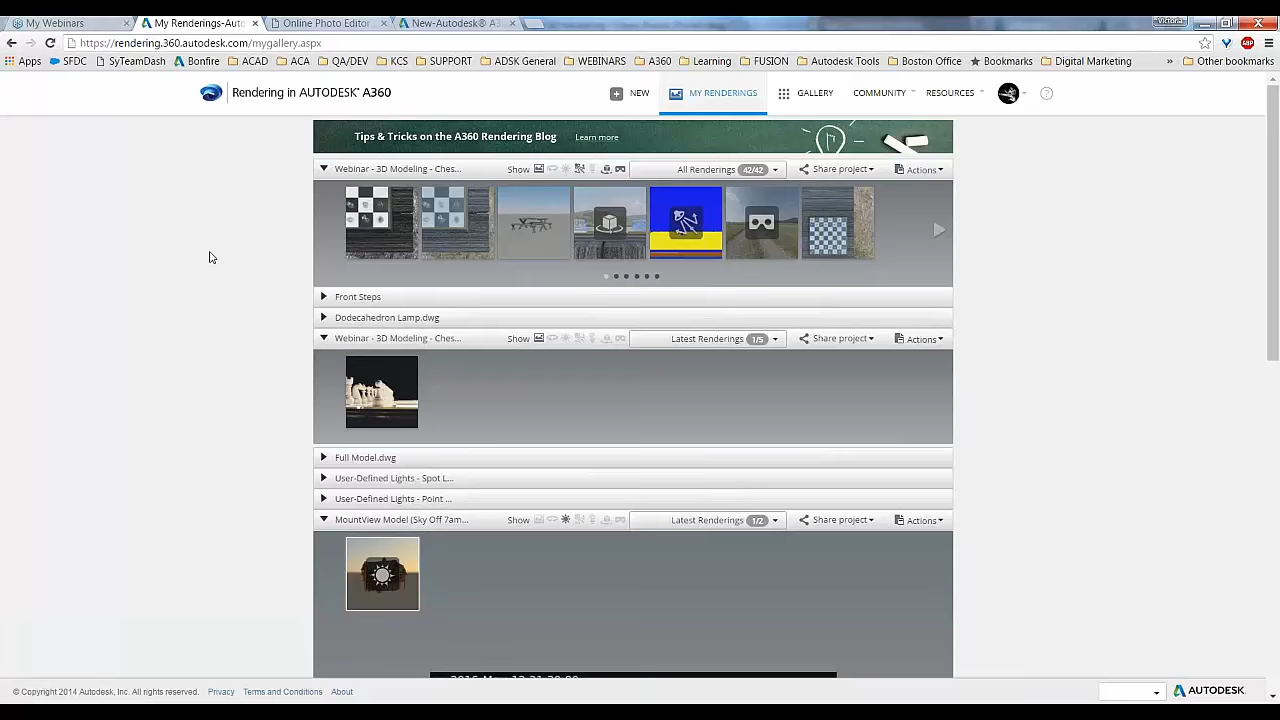 My Webinars
My Renderings-Auto
Online Photo Editor
New-Autodesk® A3
Victoria
https://rendering.360.autodesk.com/mygallery.aspx
Apps SFDC SyTeamDash Bonfire ACAD ACA QA/DEV KCS SUPPORT ADSK General WEBINARS A360 Learning FUSION Autodesk Tools Boston Office Bookmarks Digital Marketing » Other bookmarks
Rendering in AUTODESK® A360
NEW MY RENDERINGS GALLERY COMMUNITY RESOURCES
Tips & Tricks on the A360 Rendering Blog Learn more
Webinar - 3D Modeling - Ches... Show All Renderings 42/42 Share project Actions
Front Steps
Dodecahedron Lamp.dwg
Webinar - 3D Modeling - Ches... Show Latest Renderings 1/5 Share project Actions
Full Model.dwg
User-Defined Lights - Spot L...
User-Defined Lights - Point ...
MountView Model (Sky Off 7am... Show Latest Renderings 1/2 Share project Actions
© Copyright 2014 Autodesk, Inc. All rights reserved. Privacy Terms and Conditions About
AUTODESK